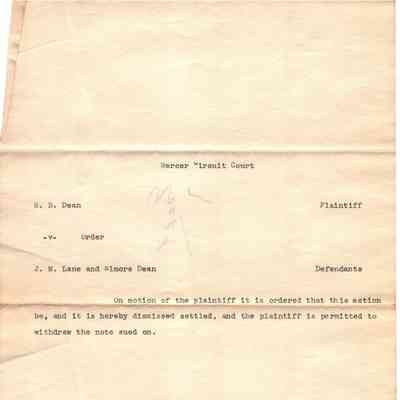 Mercer Circuit Court
Dean Plaintiff
-v- Order
J. N. Lane and Elmore Dean Defendants
On motion of the plaintiff it is ordered that this action
be, and it is hereby dismissed settled, and the plaintiff is permitted to
withdraw the note sued on.